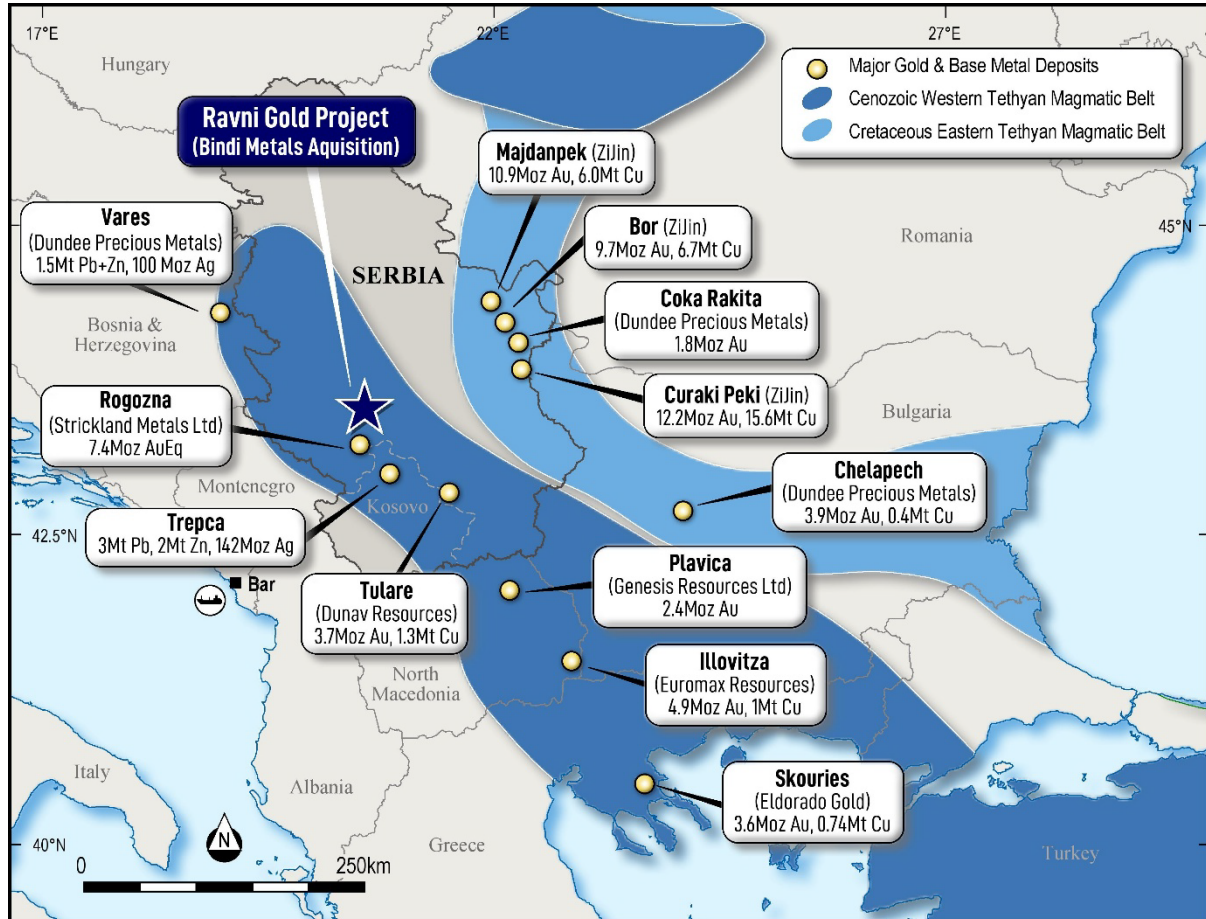 17°E
22°E
27°E
Hungary
Major Gold & Base Metal Deposits
Cenozoic Western Tethyan Magmatic Belt
Cretaceous Eastern Tethyan Magmatic Belt
Ravni Gold Project
(Bindi Metals Aquisition)
Majdanpek (ZiJin)
10.9Moz Au, 6.0Mt Cu
Vares
(Dundee Precious Metals)
1.5Mt Pb+Zn, 100 Moz Ag
Bor (ZiJin)
9.7Moz Au, 6.7Mt Cu
45°N
Romania
SERBIA
Coka Rakita
(Dundee Precious Metals)
1.8Moz Au
Bosnia &
Herzegovina
Curaki Peki (ZiJin)
12.2Moz Au, 15.6Mt Cu
Bulgaria
Rogozna
(Strickland Metals Ltd)
7.4Moz AuEq
Chelapech
(Dundee Precious Metals)
3.9Moz Au, 0.4Mt Cu
Montenegro
Kosovo
Trepca
3Mt Pb, 2Mt Zn, 142Moz Ag
42.5°N
42.5°N
Plavica
(Genesis Resources Ltd)
2.4Moz Au
Bar
Tulare
(Dunav Resources)
3.7Moz Au, 1.3Mt Cu
Illovitza
(Euromax Resources)
4.9Moz Au, 1Mt Cu
North
Macedonia
Italy
Albania
Skouries
(Eldorado Gold)
3.6Moz Au, 0.74Mt Cu
N
40°N
40°N
Greece
Turkey
0
250km